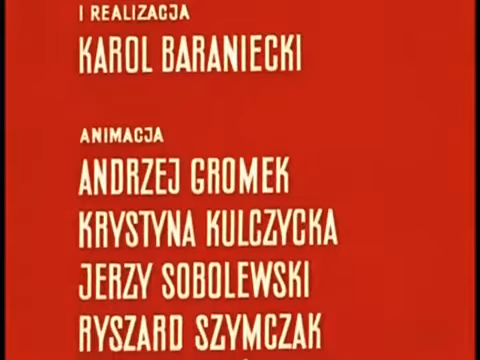 I REALIZACJA
KAROL BARANIECKI
ANIMACJA
ANDRZEJ GROMEK
KRYSTYNA KULCZYCKA
JERZY SOBOLEWSKI
RYSZARD SZYMCZAK